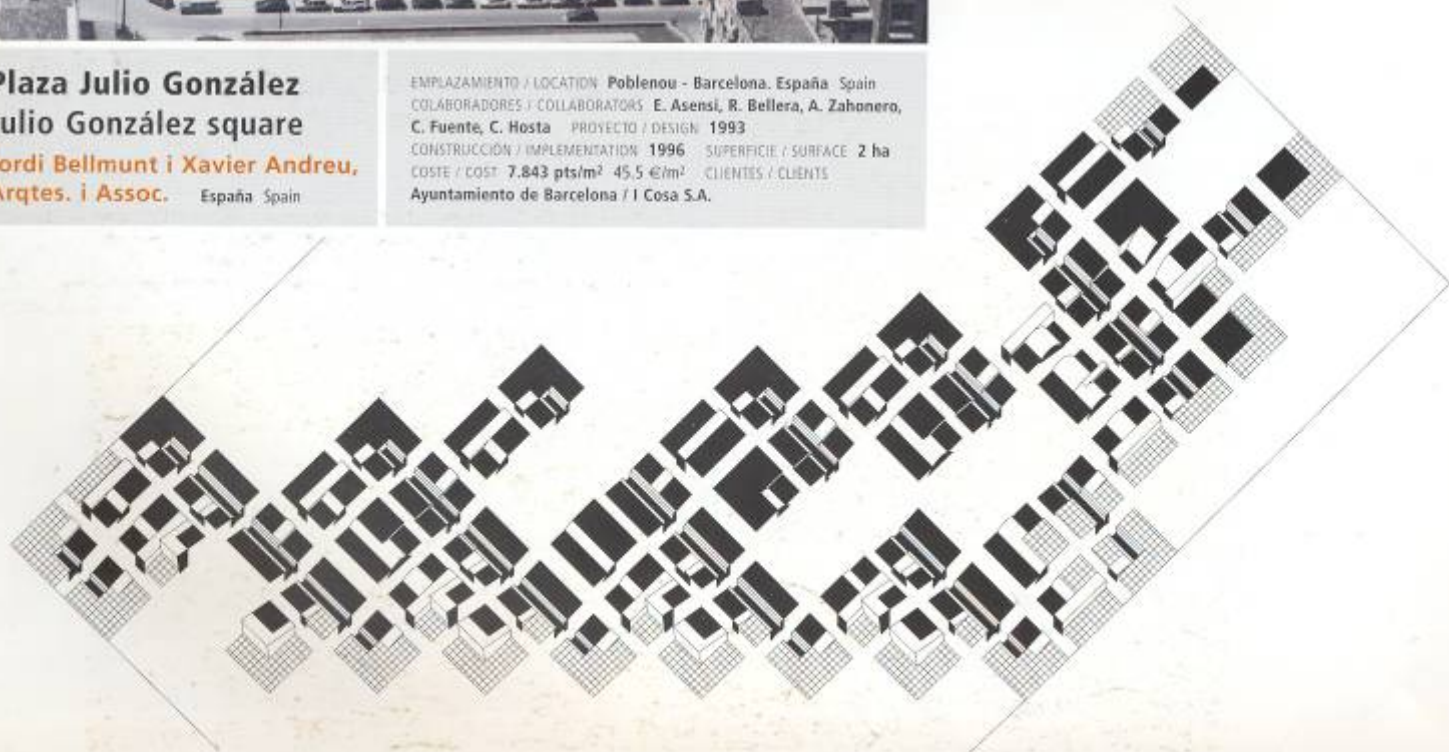 Plaza Julio González
ulio González square
ordi Bellmunt i Xavier Andreu,
Arqtes. i Assoc. España Spain
EMPLAZAMIENTO / LOCATION Poblenou - Barcelona. España Spain
COLABORADORES / COLLABORATORS E. Asensi, R. Bellera, A. Zahonero,
C. Fuente, C. Hosta PROYECTO / DESIGN 1993
CONSTRUCCIÓN / IMPLEMENTATION 1996 SUPERFICIE / SURFACE 2 ha
COSTE / COST 7.843 pts/m² 45,5 €/m² CLIENTES / CLIENTS
Ayuntamiento de Barcelona / I Cosa S.A.